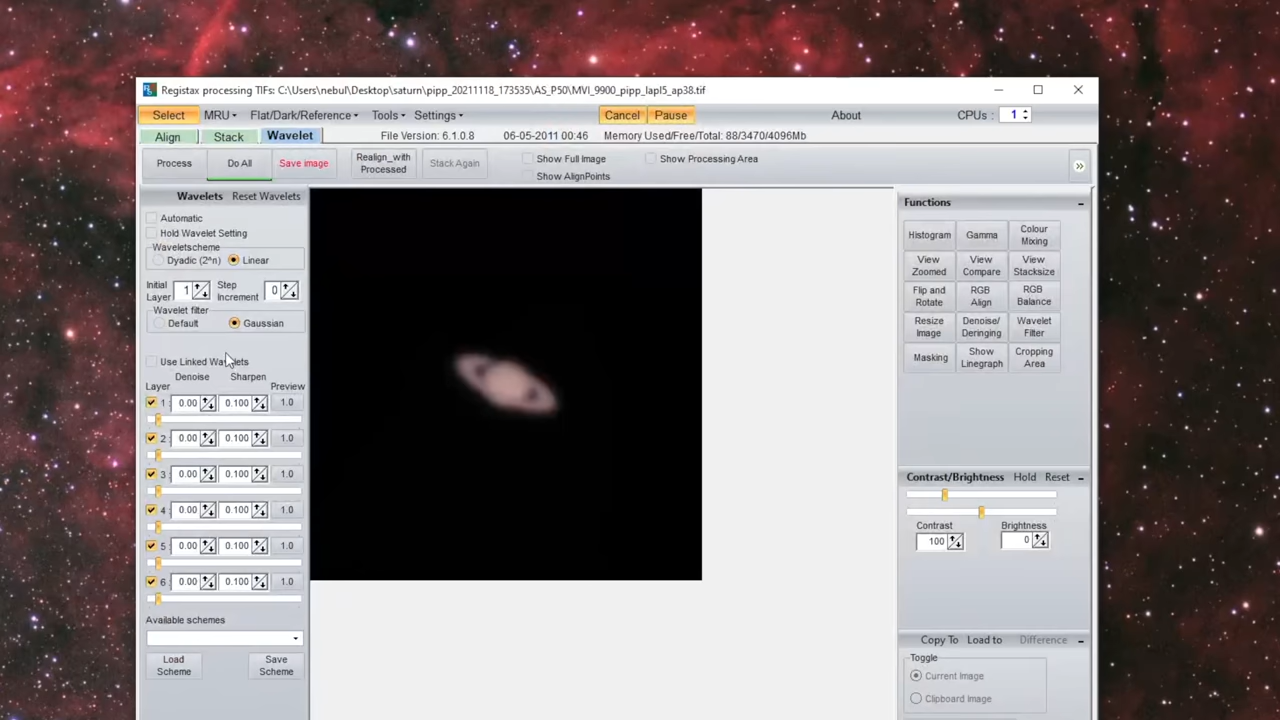 Registax processing TIFs: C:\Users\nebul\Desktop\saturn\pipp_20211118_173535\AS_P50\MVI_9900_pipp_lapl5_ap38.tif
Select MRU Flat/Dark/Reference Tools Settings Cancel Pause About CPUs : 1
Align Stack Wavelet File Version: 6.1.0.8 06-05-2011 00:46 Memory Used/Free/Total: 88/3470/4096Mb
Process Do All Save image Realign_with Processed Stack Again Show Full Image Show Processing Area
Show AlignPoints
Wavelets Reset Wavelets
Automatic
Hold Wavelet Setting
Waveletscheme
Dyadic (2^n) Linear
Initial Layer 1 Step Increment 0
Wavelet filter
Default Gaussian
Use Linked Wavelets
Denoise Sharpen
Layer Preview
1 0.00 0.100 1.0
2 0.00 0.100 1.0
3 0.00 0.100 1.0
4 0.00 0.100 1.0
5 0.00 0.100 1.0
6 0.00 0.100 1.0
Available schemes
Load Scheme Save Scheme
Functions
Histogram Gamma Colour Mixing
View Zoomed View Compare View Stacksize
Flip and Rotate RGB Align RGB Balance
Resize Image Denoise/ Deringing Wavelet Filter
Masking Show Linegraph Cropping Area
Contrast/Brightness Hold Reset
Contrast Brightness
100 0
Copy To Load to Difference
Toggle
Current Image
Clipboard Image